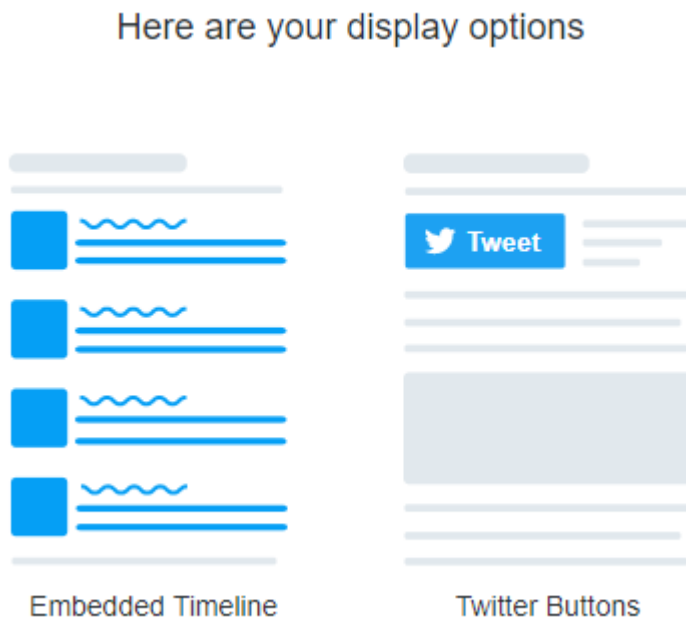 Here are your display options
Tweet
Embedded Timeline
Twitter Buttons